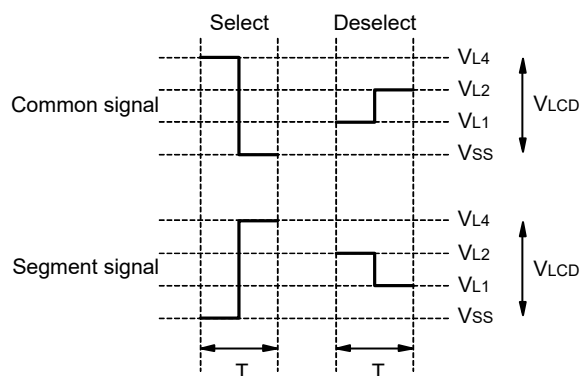 Select Deselect
VL4
VL2
Common signal VLCD
VL1
VSS
VL4
VL2
Segment signal VLCD
VL1
VSS
T T